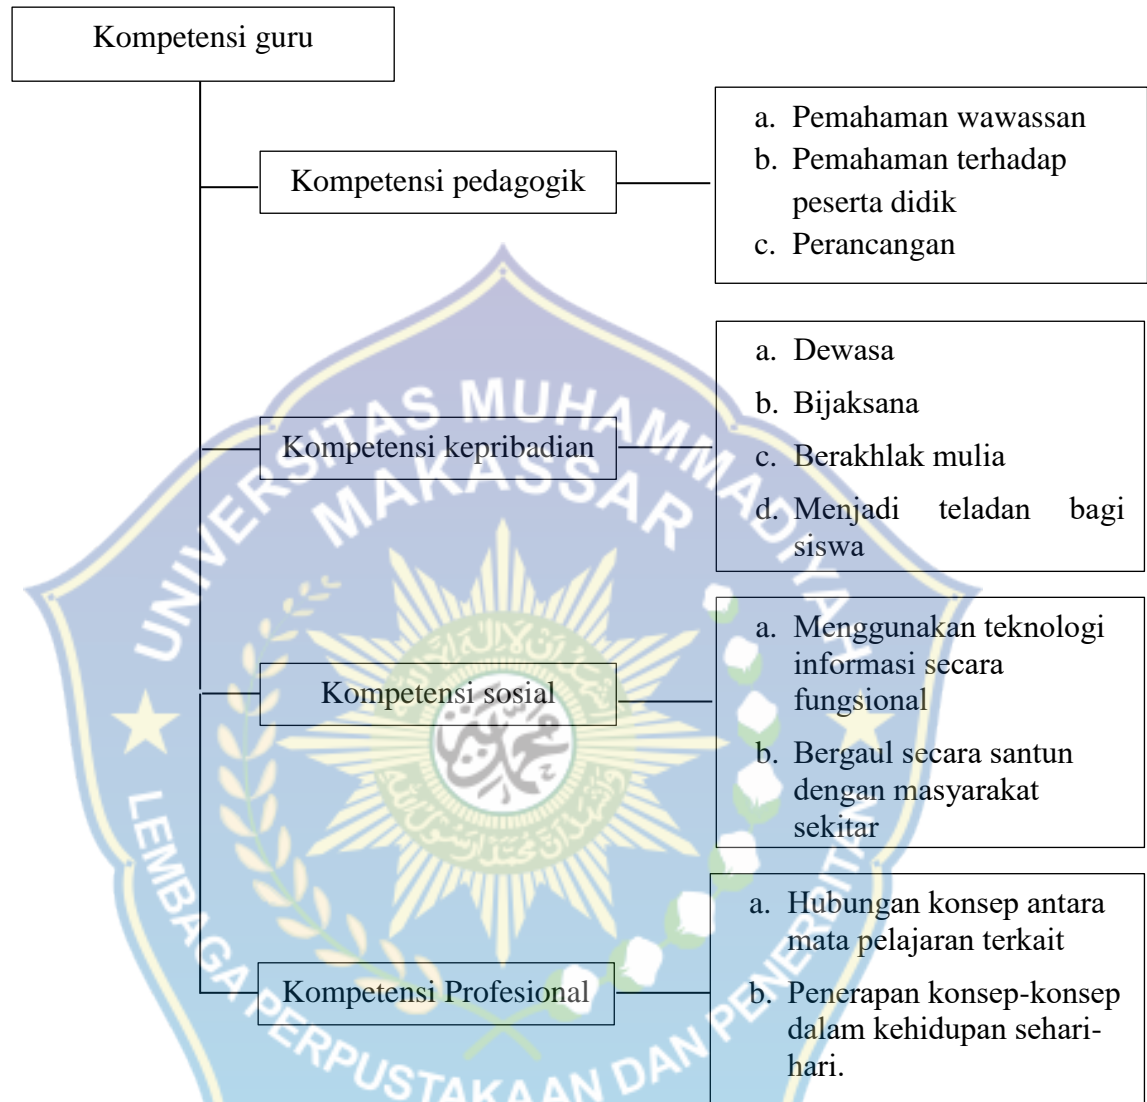 Kompetensi guru
Kompetensi pedagogik
a. Pemahaman wawassan
b. Pemahaman terhadap
peserta didik
c. Perancangan
Kompetensi kepribadian
a. Dewasa
b. Bijaksana
c. Berakhlak mulia
d. Menjadi teladan bagi
siswa
Kompetensi sosial
a. Menggunakan teknologi
informasi secara
fungsional
b. Bergaul secara santun
dengan masyarakat
sekitar
Kompetensi Profesional
a. Hubungan konsep antara
mata pelajaran terkait
b. Penerapan konsep-konsep
dalam kehidupan sehari-
hari.
UNIVERSITAS MUHAMMADIYAH
MAKASSAR
LEMBAGA PERPUSTAKAAN DAN PENERBITAN